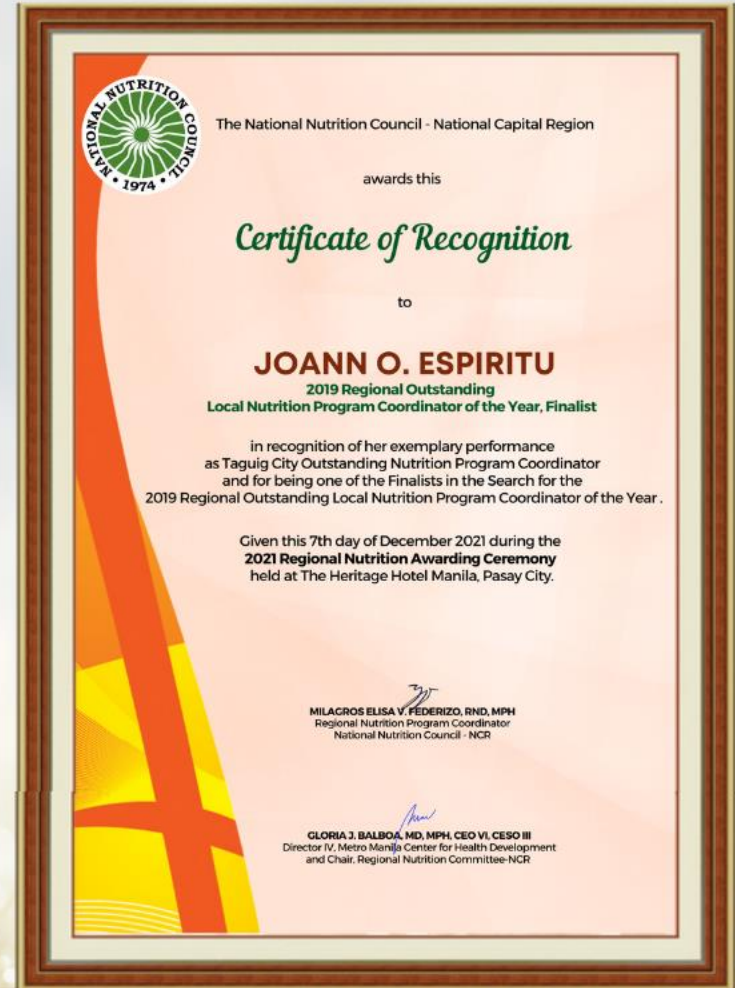 NATIONAL NUTRITION COUNCIL
• 1974 •
The National Nutrition Council - National Capital Region
awards this
Certificate of Recognition
to
JOANN O. ESPIRITU
2019 Regional Outstanding
Local Nutrition Program Coordinator of the Year, Finalist
in recognition of her exemplary performance
as Taguig City Outstanding Nutrition Program Coordinator
and for being one of the Finalists in the Search for the
2019 Regional Outstanding Local Nutrition Program Coordinator of the Year .
Given this 7th day of December 2021 during the
2021 Regional Nutrition Awarding Ceremony
held at The Heritage Hotel Manila, Pasay City.
MILAGROS ELISA V. FEDERIZO, RND, MPH
Regional Nutrition Program Coordinator
National Nutrition Council - NCR
GLORIA J. BALBOA, MD, MPH, CEO VI, CESO III
Director IV, Metro Manila Center for Health Development
and Chair, Regional Nutrition Committee-NCR